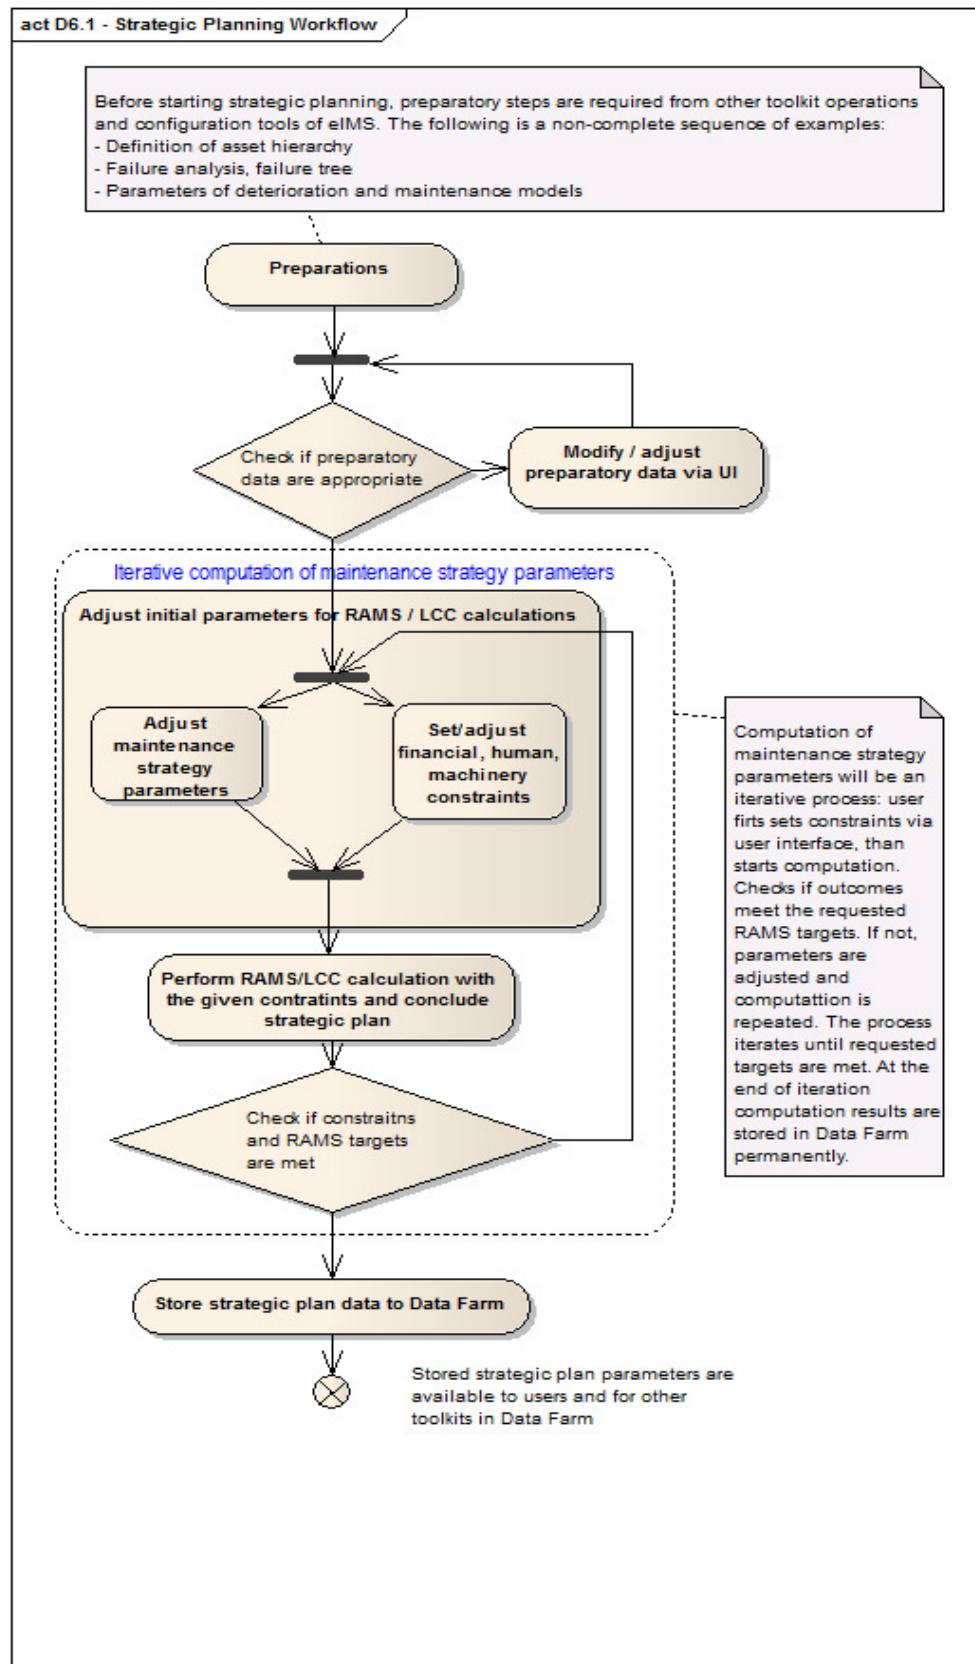 act D6.1 - Strategic Planning Workflow
Before starting strategic planning, preparatory steps are required from other toolkit operations
and configuration tools of eIMS. The following is a non-complete sequence of examples:
- Definition of asset hierarchy
- Failure analysis, failure tree
- Parameters of deterioration and maintenance models
Preparations
Check if preparatory
data are appropriate
Modify / adjust
preparatory data via UI
Iterative computation of maintenance strategy parameters
Adjust initial parameters for RAMS / LCC calculations
Adjust
maintenance
strategy
parameters
Set/adjust
financial, human,
machinery
constraints
Computation of
maintenance strategy
parameters will be an
iterative process: user
firts sets constraints via
user interface, than
starts computation.
Checks if outcomes
meet the requested
RAMS targets. If not,
parameters are
adjusted and
computattion is
repeated. The process
iterates until requested
targets are met. At the
end of iteration
computation results are
stored in Data Farm
permanently.
Perform RAMS/LCC calculation with
the given contratints and conclude
strategic plan
Check if constraitns
and RAMS targets
are met
Store strategic plan data to Data Farm
Stored strategic plan parameters are
available to users and for other
toolkits in Data Farm